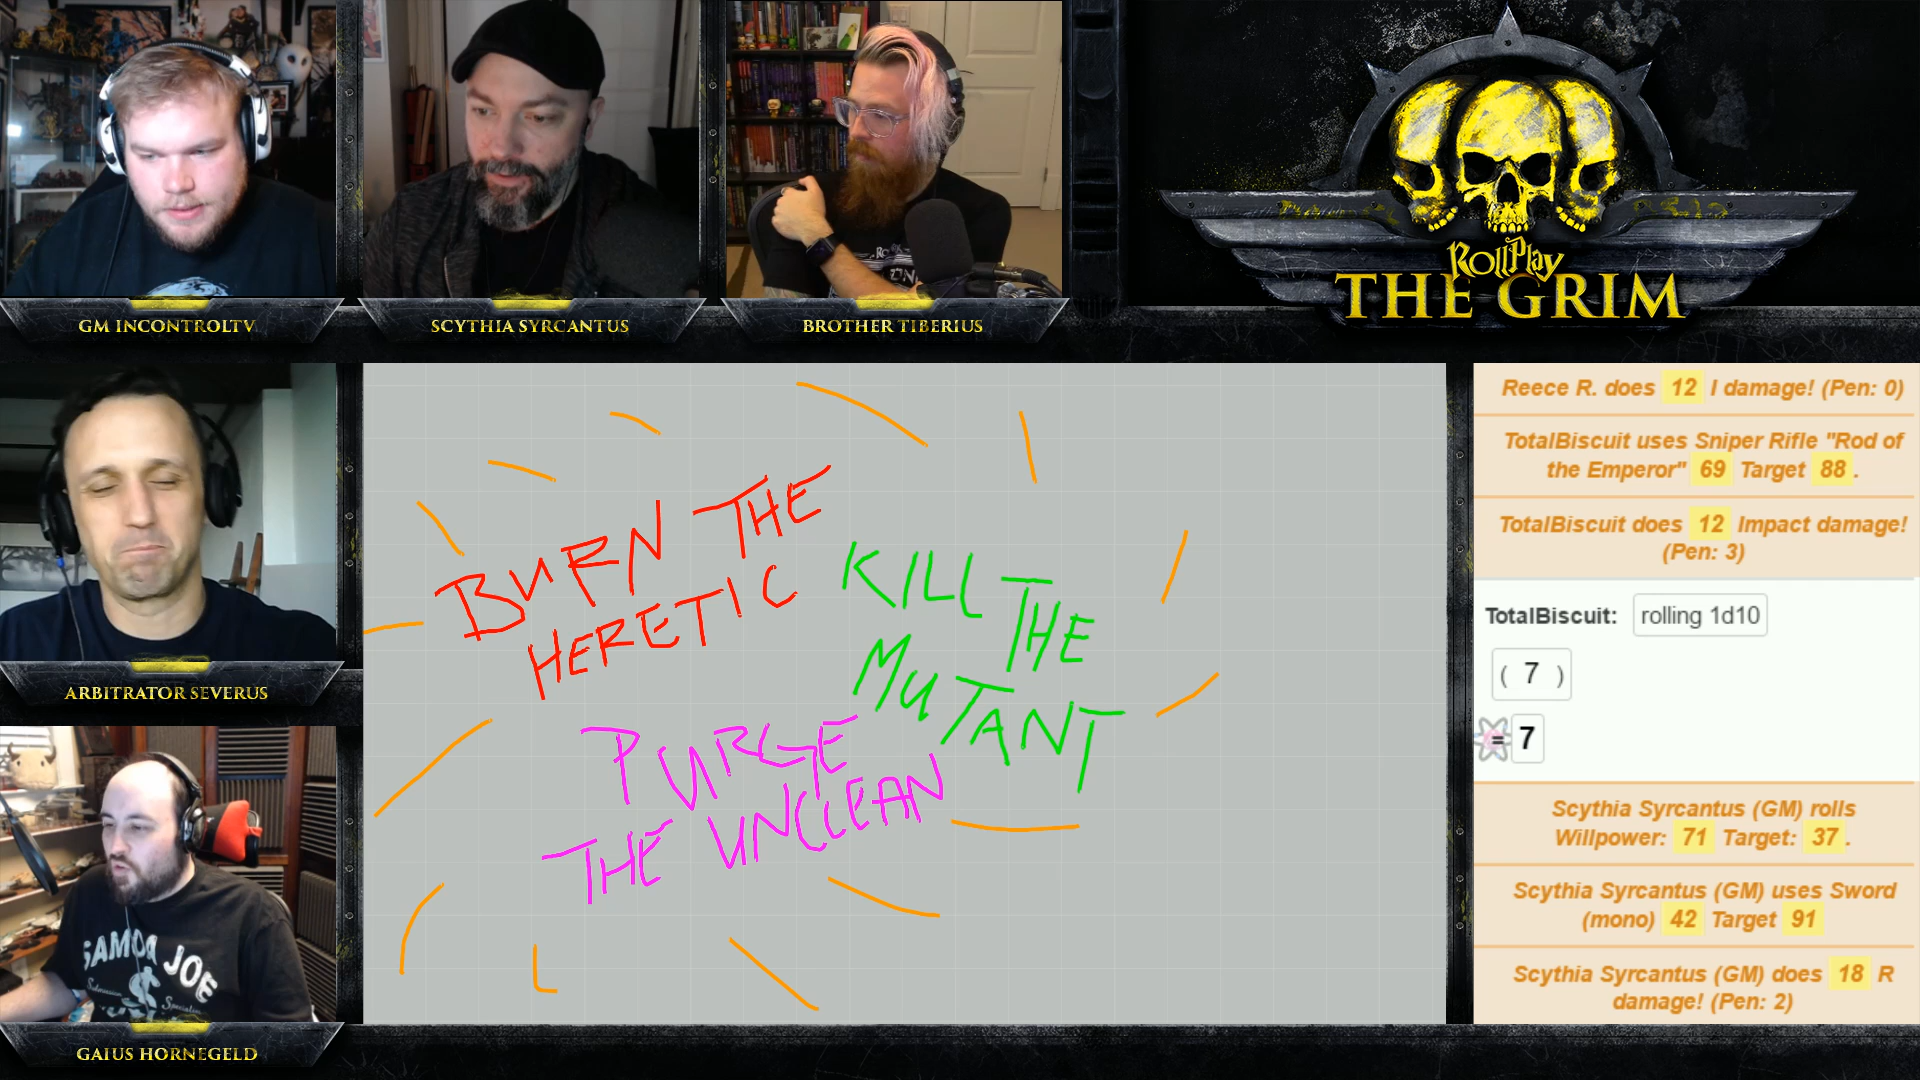 RollPlay
THE GRIM
GM INCONTROLTV
SCYTHIA SYRCANTUS
BROTHER TIBERIUS
ARBITRATOR SEVERUS
SAMOA JOE
GAIUS HORNEGELD
BURN THE
HERETIC
KILL
THE
MUTANT
PURGE
THE UNCLEAN
Reece R. does 12 I damage! (Pen: 0)
TotalBiscuit uses Sniper Rifle "Rod of
the Emperor" 69 Target 88 .
TotalBiscuit does 12 Impact damage!
(Pen: 3)
TotalBiscuit: rolling 1d10
( 7 )
= 7
Scythia Syrcantus (GM) rolls
Willpower: 71 Target: 37 .
Scythia Syrcantus (GM) uses Sword
(mono) 42 Target 91
Scythia Syrcantus (GM) does 18 R
damage! (Pen: 2)